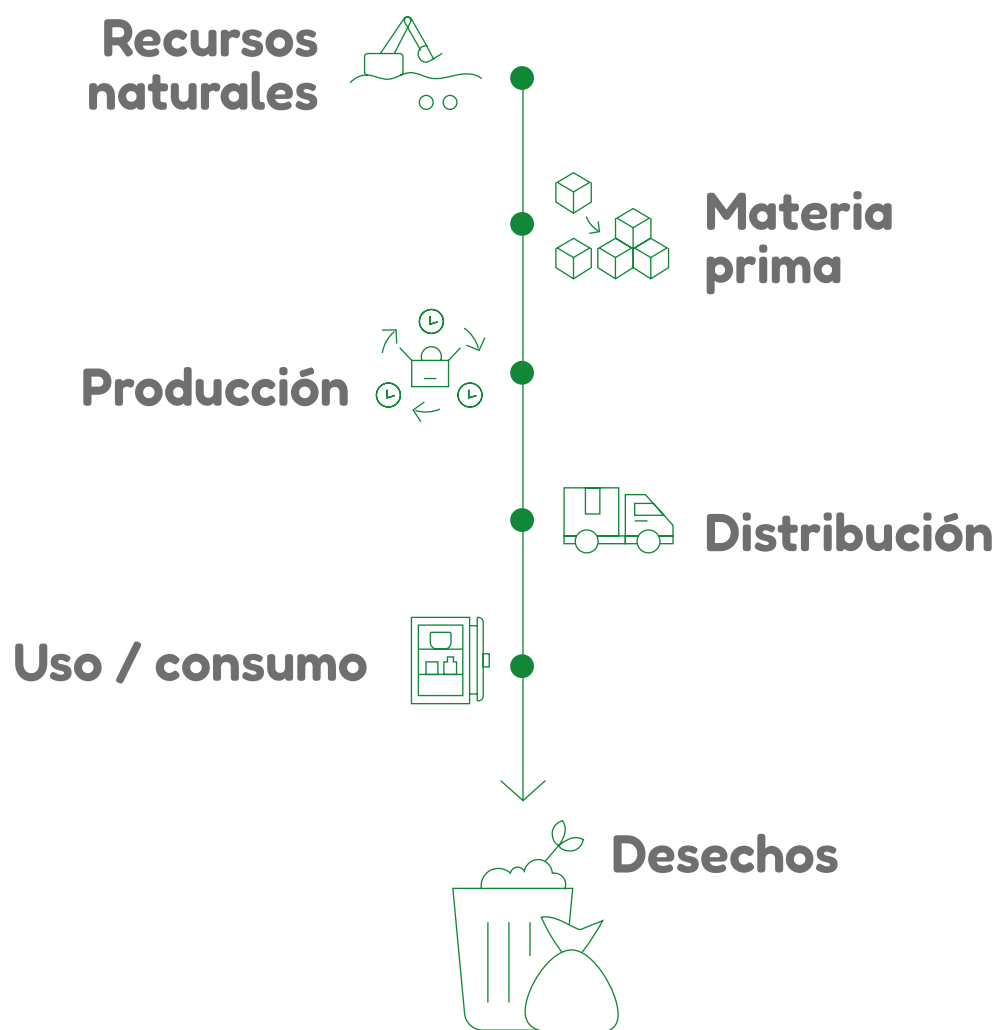 Recursos
naturales
Materia
prima
Producción
Distribución
Uso / consumo
Desechos